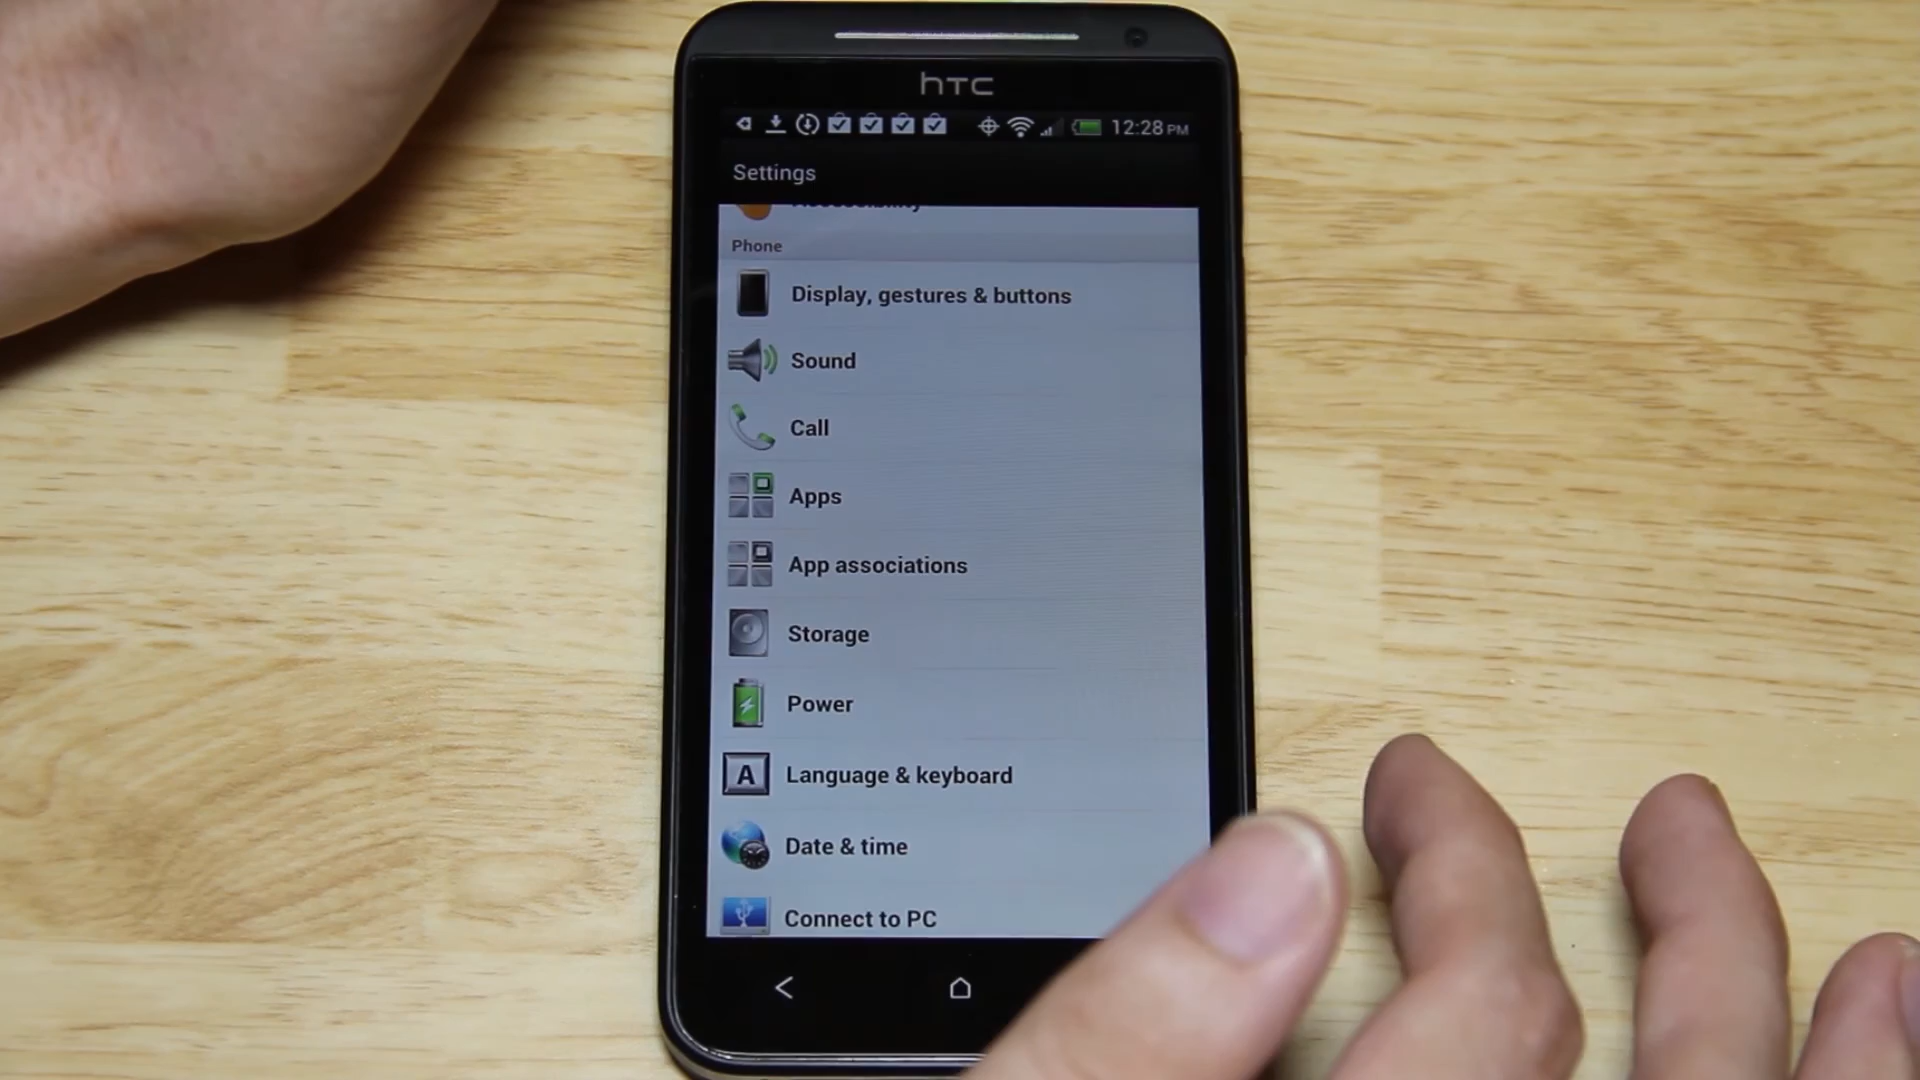 hTC
12:28 PM
Settings
Accessibility
Phone
Display, gestures & buttons
Sound
Call
Apps
App associations
Storage
Power
A
Language & keyboard
Date & time
Connect to PC